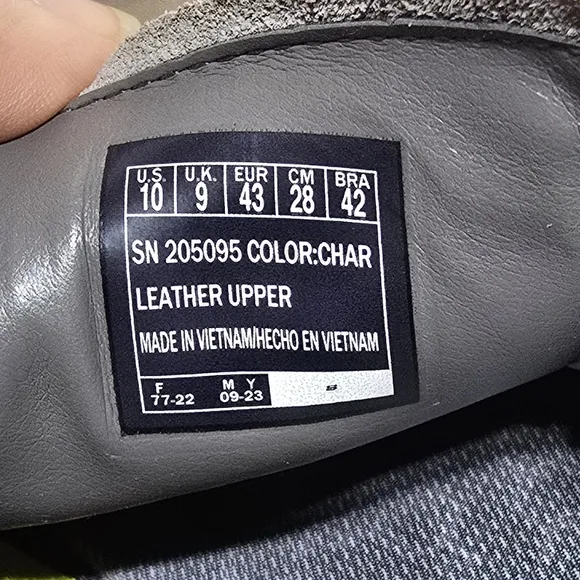 U.S. U.K. EUR CM BRA
10 9 43 28 42
SN 205095 COLOR:CHAR
LEATHER UPPER
MADE IN VIETNAM/HECHO EN VIETNAM
F M Y
77-22 09-23